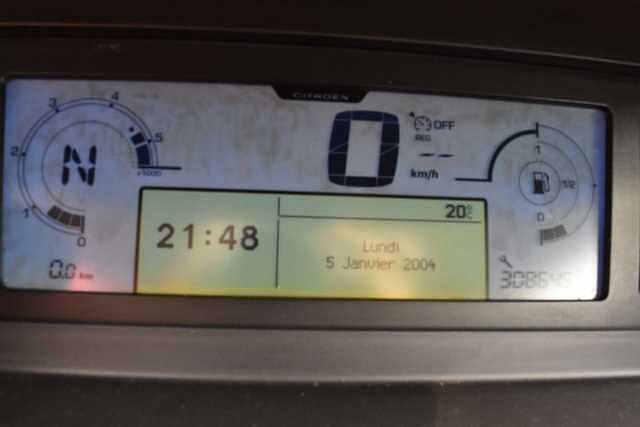 CITROËN
4
3
5
2
x1000
1
0
N
0.0 km
0
OFF
REG
--
km/h
1
1/2
0
21:48
20°C
Lundi
5 Janvier 2004